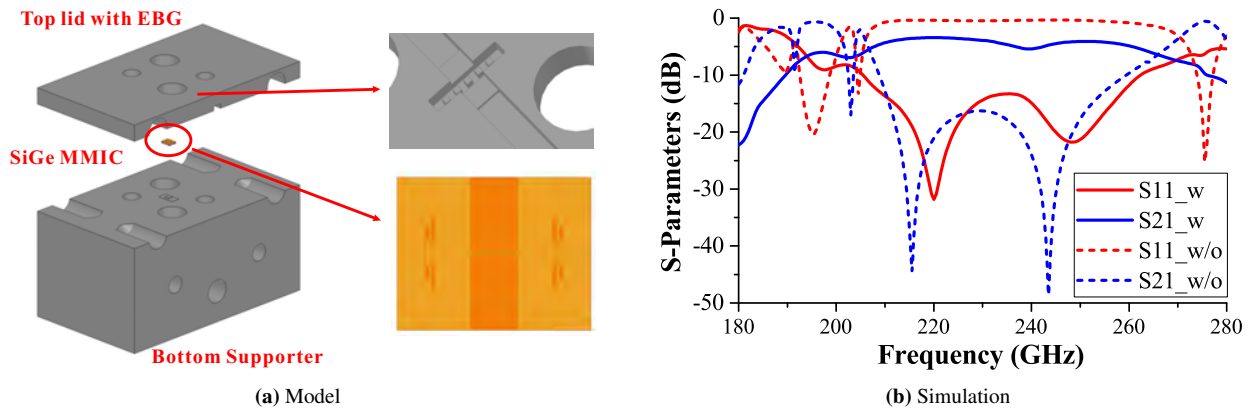 Top lid with EBG
SiGe MMIC
Bottom Supporter
(a) Model
S-Parameters (dB)
0
-10
-20
-30
-40
-50
180
200
220
240
260
280
Frequency (GHz)
S11_w
S21_w
S11_w/o
S21_w/o
(b) Simulation